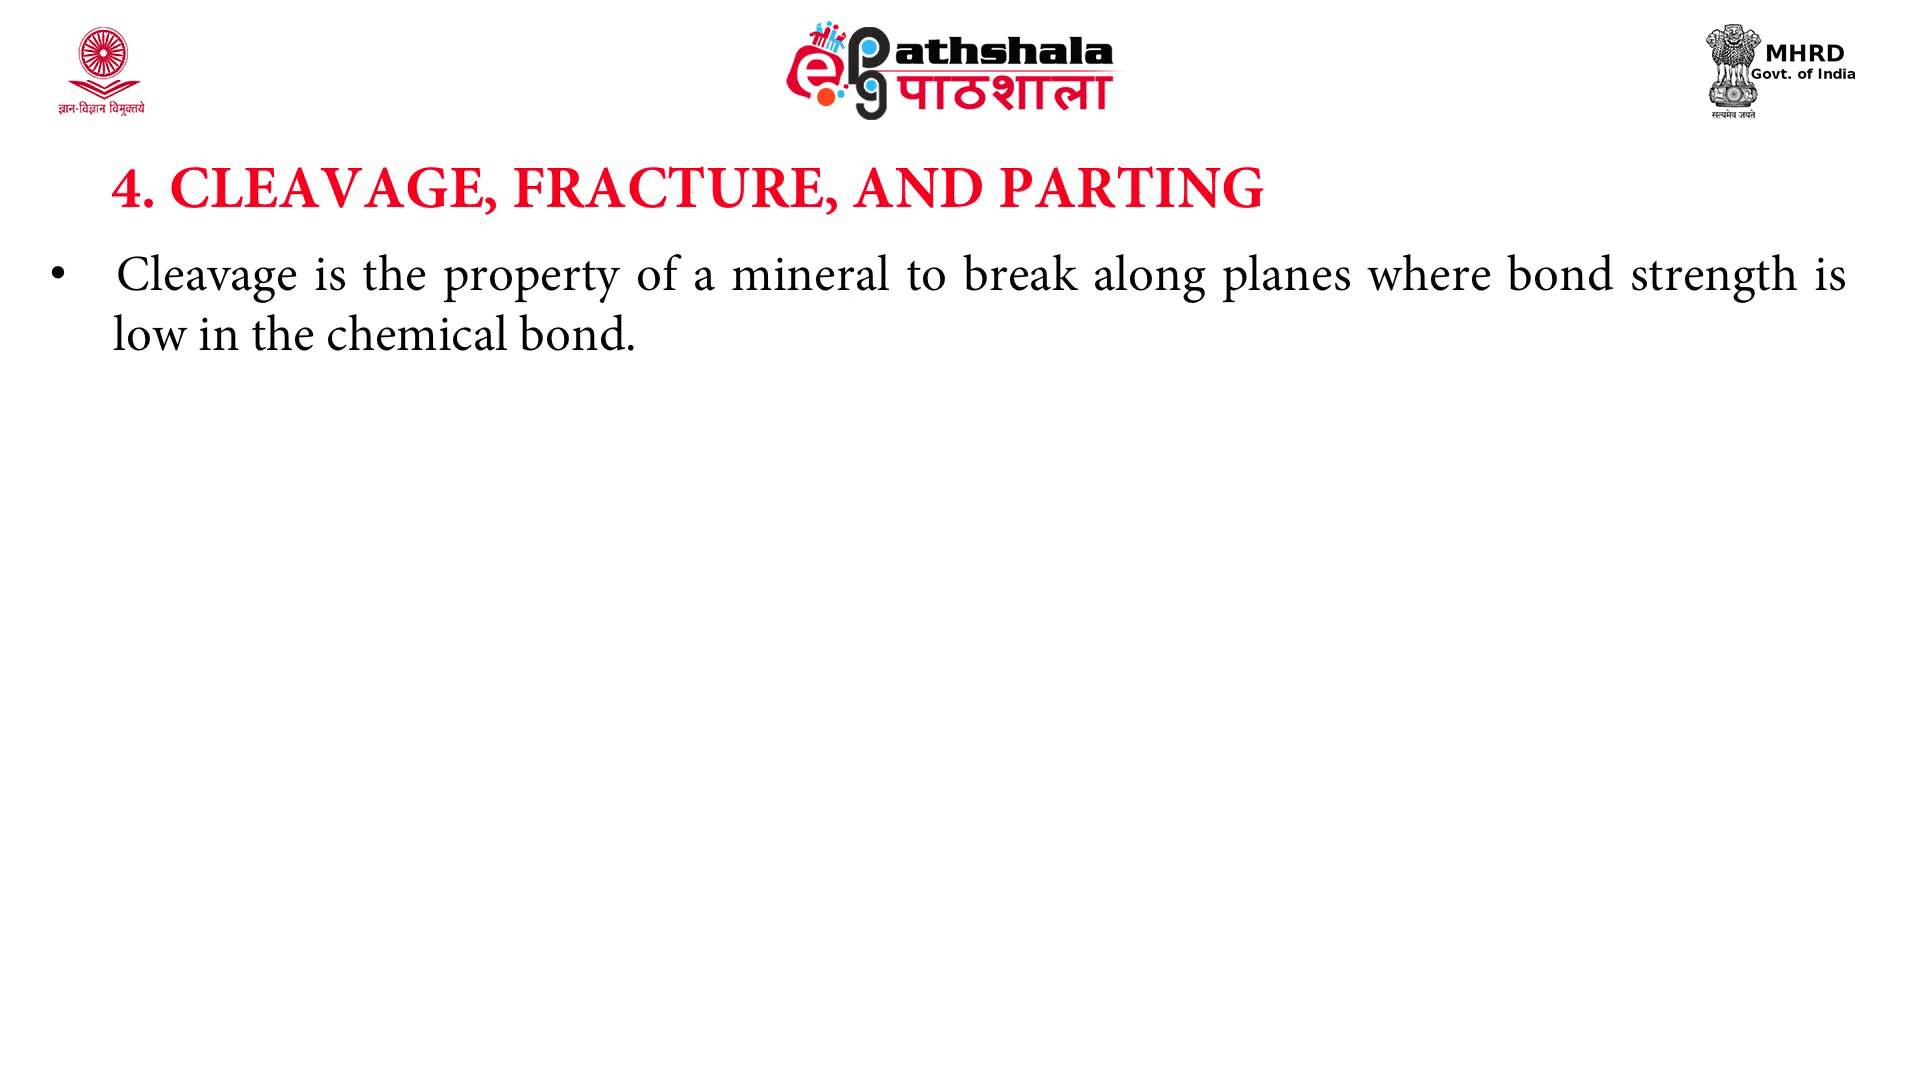 ज्ञान-विज्ञान विमुक्तये
e Pg athshala
पाठशाला
MHRD
Govt. of India
सत्यमेव जयते
4. CLEAVAGE, FRACTURE, AND PARTING
• Cleavage is the property of a mineral to break along planes where bond strength is
low in the chemical bond.